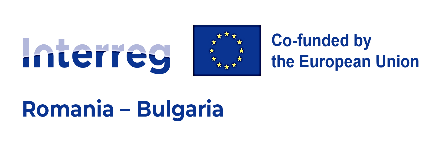 Interreg
Co-funded by
the European Union
Romania – Bulgaria